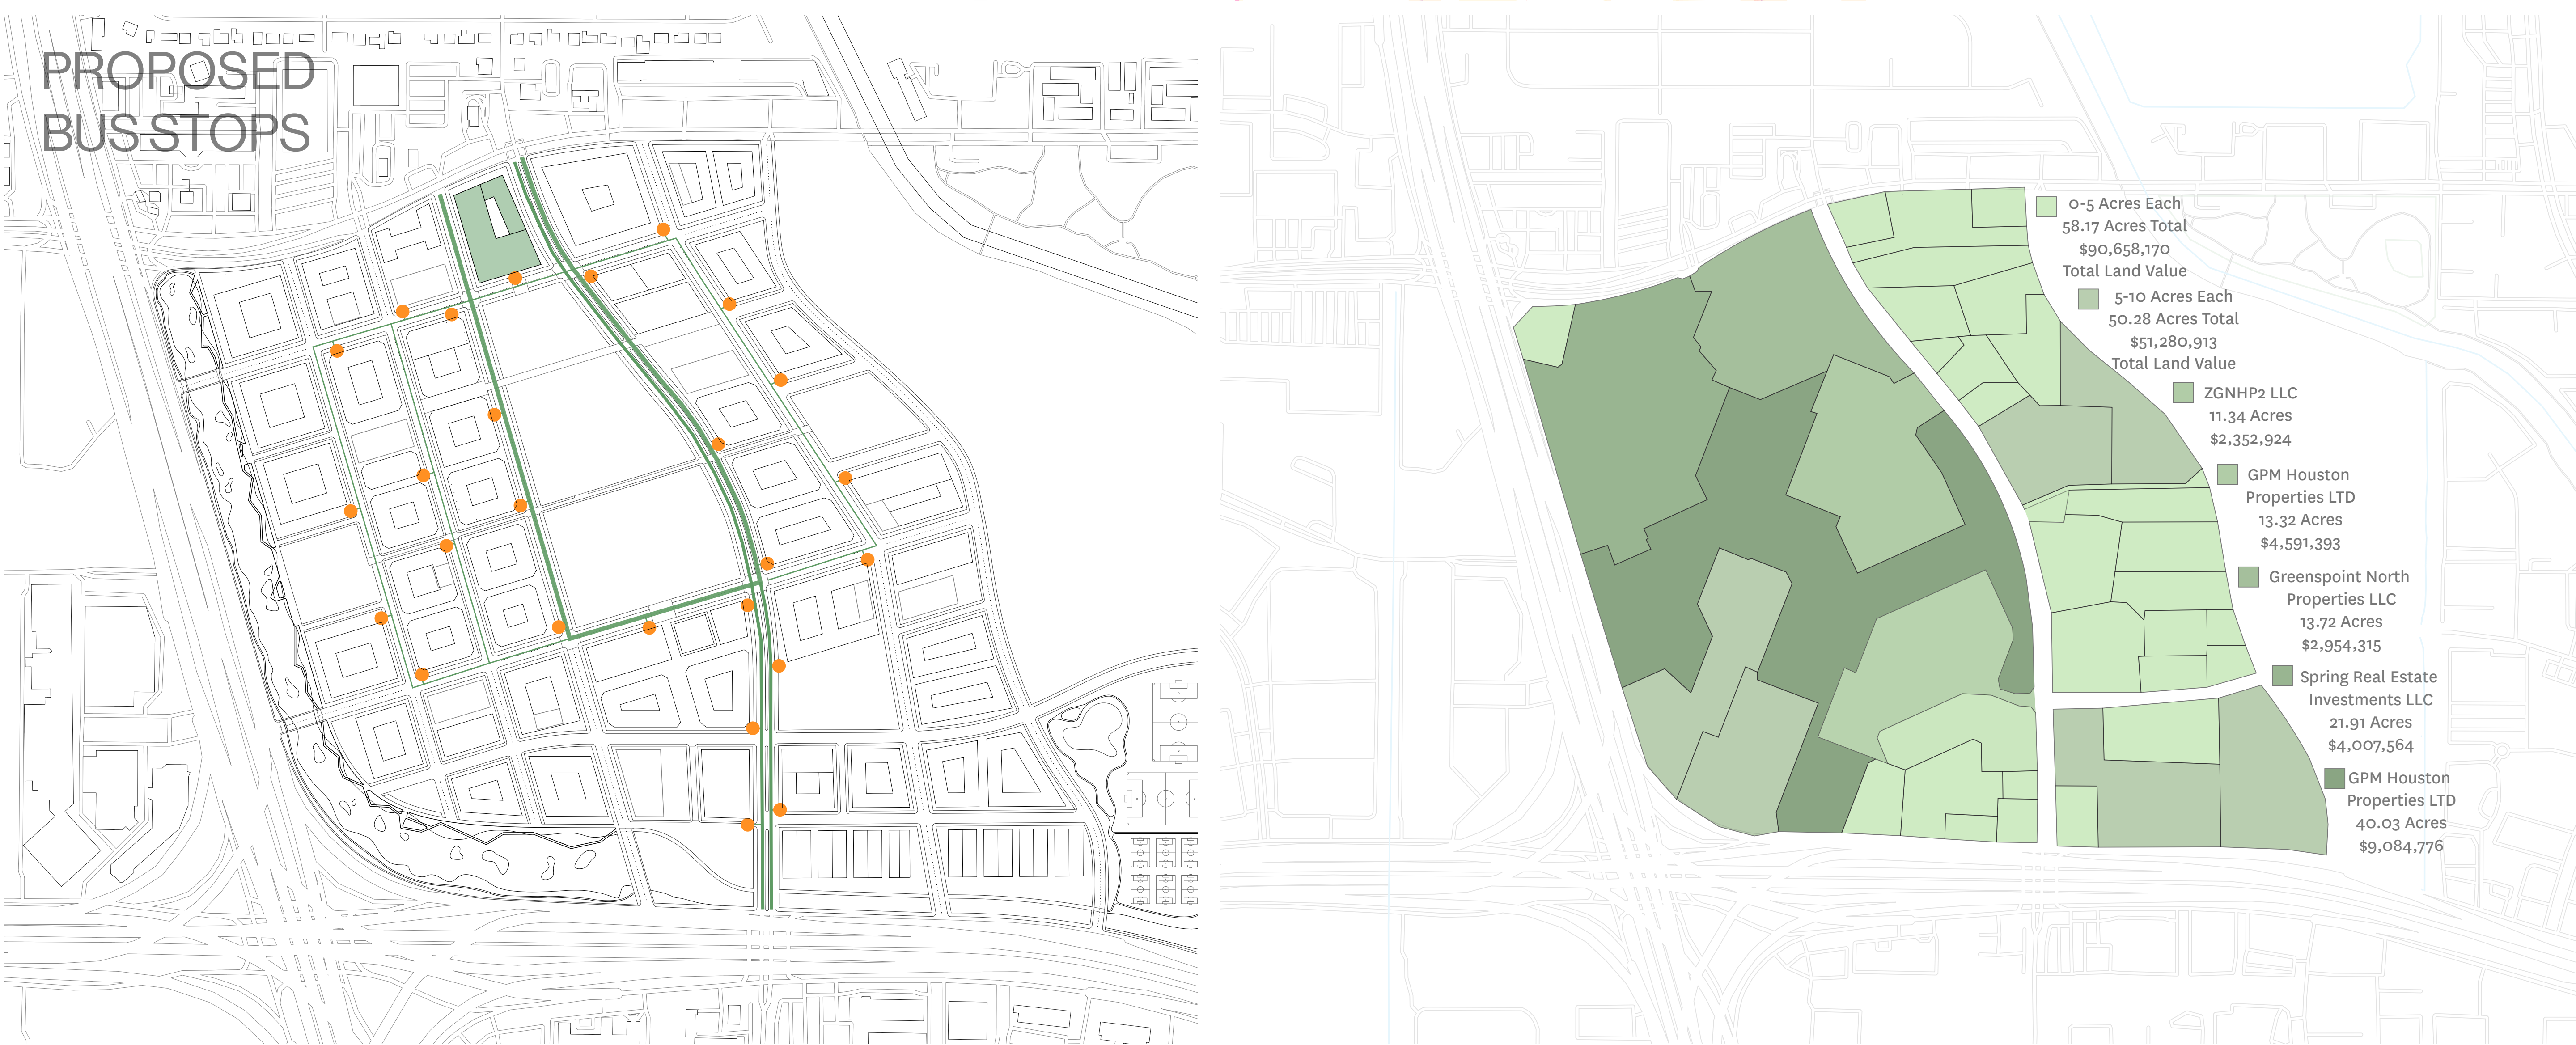 PROPOSED
BUS STOPS
0-5 Acres Each
58.17 Acres Total
$90,658,170
Total Land Value
5-10 Acres Each
50.28 Acres Total
$51,280,913
Total Land Value
ZGNHP2 LLC
11.34 Acres
$2,352,924
GPM Houston
Properties LTD
13.32 Acres
$4,591,393
Greenspoint North
Properties LLC
13.72 Acres
$2,954,315
Spring Real Estate
Investments LLC
21.91 Acres
$4,007,564
GPM Houston
Properties LTD
40.03 Acres
$9,084,776